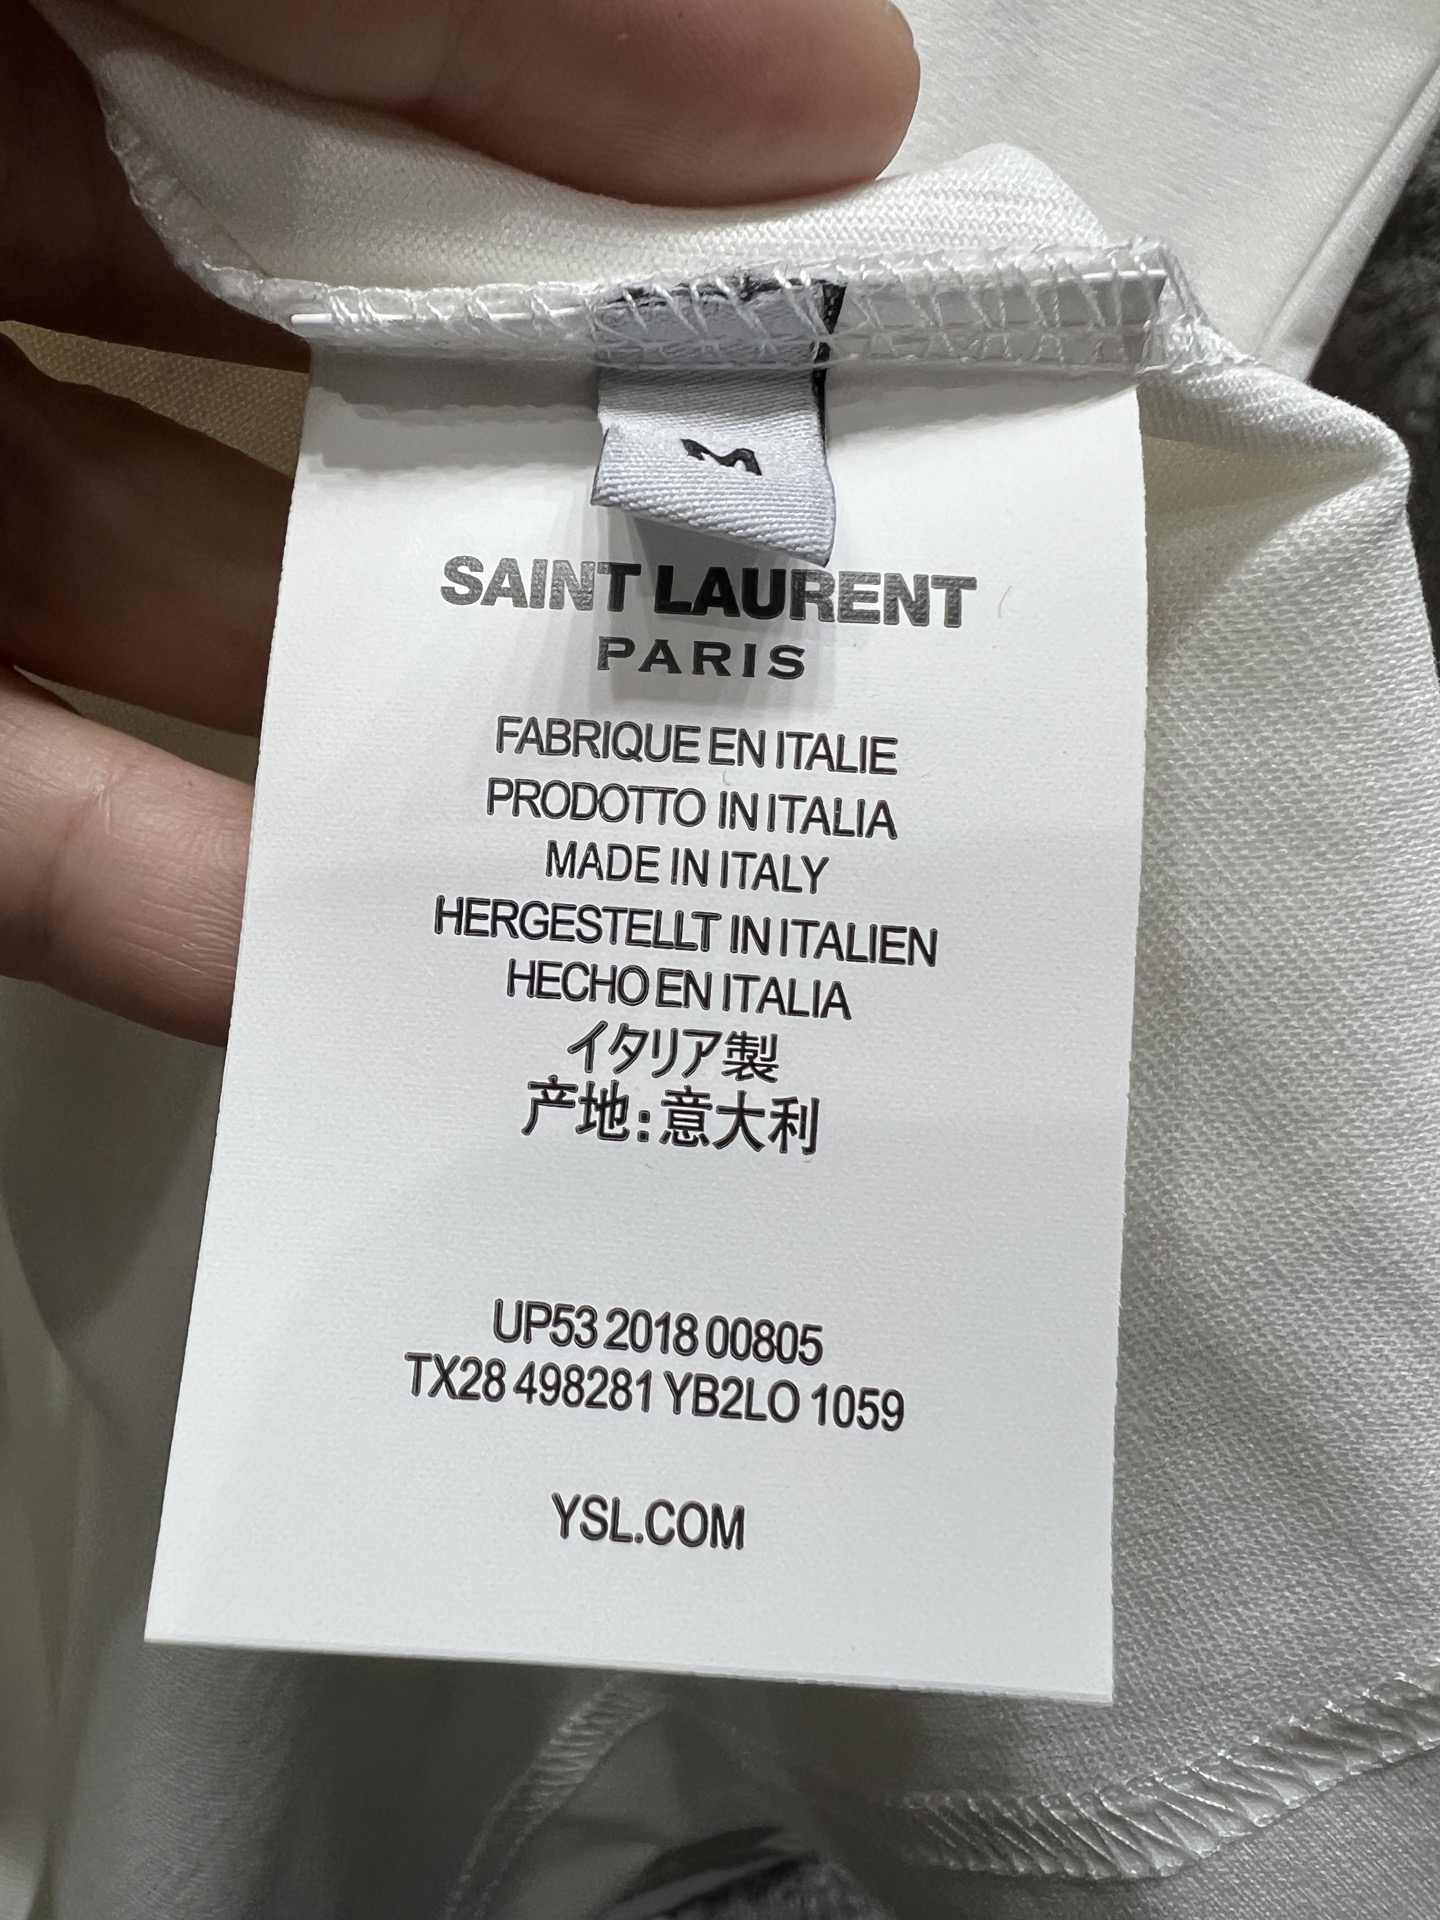 M
SAINT LAURENT
PARIS
FABRIQUE EN ITALIE
PRODOTTO IN ITALIA
MADE IN ITALY
HERGESTELLT IN ITALIEN
HECHO EN ITALIA
イタリア製
产地:意大利
UP53 2018 00805
TX28 498281 YB2LO 1059
YSL.COM